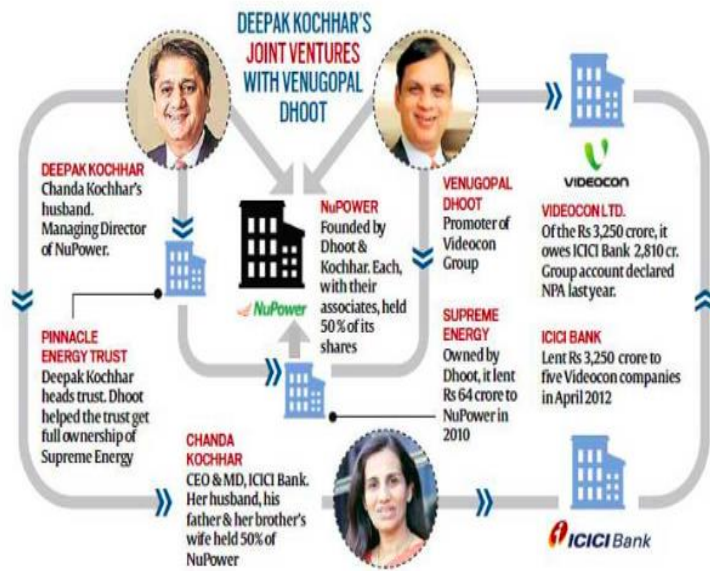 DEEPAK KOCHHAR'S
JOINT VENTURES
WITH VENUGOPAL
DHOOT
DEEPAK KOCHHAR
Chanda Kochhar's
husband.
Managing Director
of NuPower.
NuPOWER
Founded by
Dhoot &
Kochhar. Each,
with their
associates, held
50% of its
shares
NuPower
VENUGOPAL
DHOOT
Promoter of
Videocon
Group
VIDEOCON
VIDEOCON LTD.
Of the Rs 3,250 crore, it
owes ICICI Bank 2,810 cr.
Group account declared
NPA last year.
PINNACLE
ENERGY TRUST
Deepak Kochhar
heads trust. Dhoot
helped the trust get
full ownership of
Supreme Energy
SUPREME
ENERGY
Owned by
Dhoot, it lent
Rs 64 crore to
NuPower in
2010
ICICI BANK
Lent Rs 3,250 crore to
five Videocon companies
in April 2012
CHANDA
KOCHHAR
CEO & MD, ICICI Bank.
Her husband, his
father & her brother's
wife held 50% of
NuPower
ICICI Bank